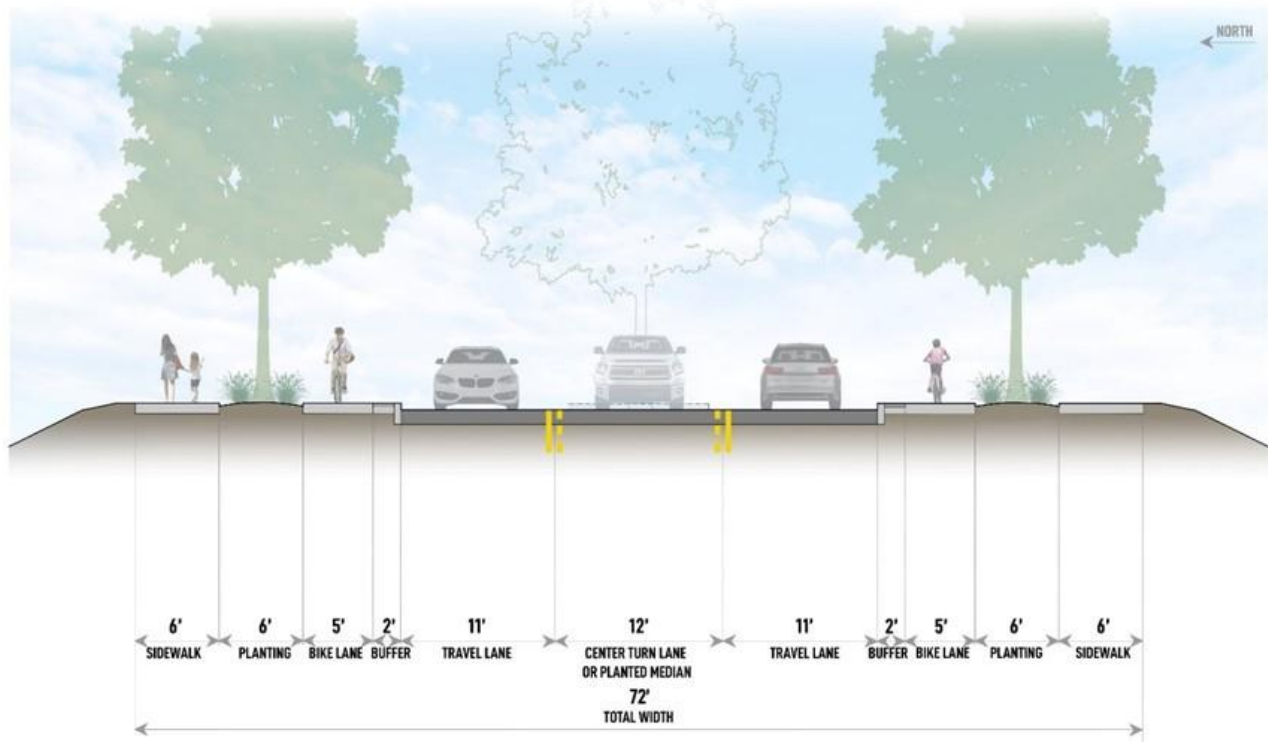 NORTH
6' 6' 5' 2' 11' 12' 11' 2' 5' 6' 6'
SIDEWALK PLANTING BIKE LANE BUFFER TRAVEL LANE CENTER TURN LANE TRAVEL LANE BUFFER BIKE LANE PLANTING SIDEWALK
OR PLANTED MEDIAN
72'
TOTAL WIDTH